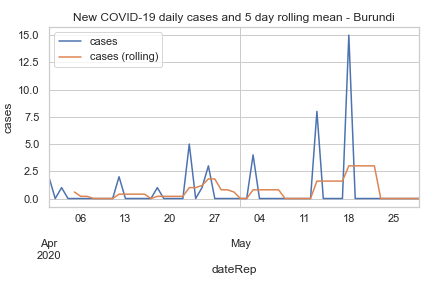 New COVID-19 daily cases and 5 day rolling mean - Burundi
cases
cases (rolling)
15.0
12.5
10.0
7.5
5.0
2.5
0.0
cases
06 13 20 27 04 11 18 25
Apr May
2020
dateRep